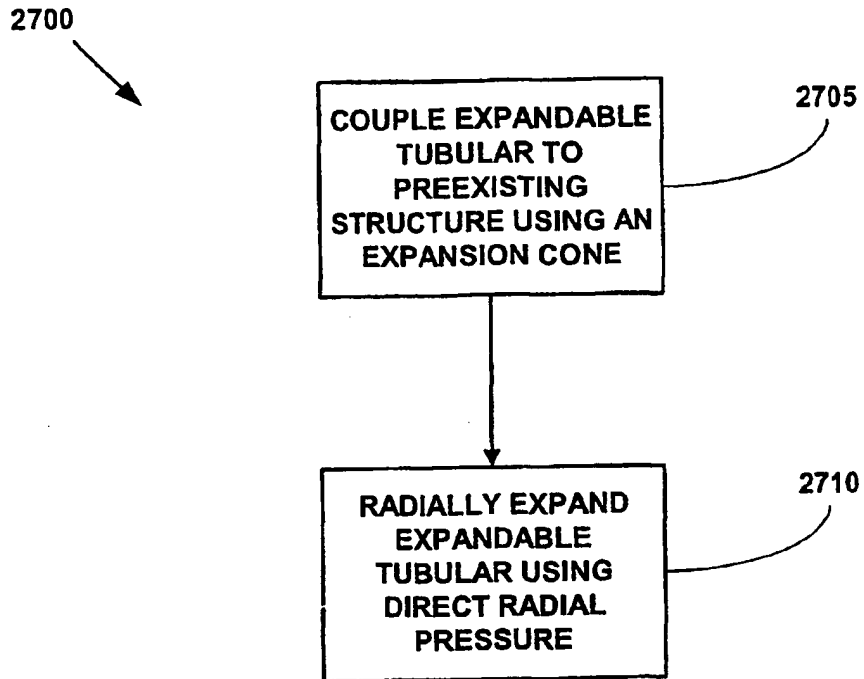 2700
2705
COUPLE EXPANDABLE
TUBULAR TO
PREEXISTING
STRUCTURE USING AN
EXPANSION CONE
2710
RADIALLY EXPAND
EXPANDABLE
TUBULAR USING
DIRECT RADIAL
PRESSURE